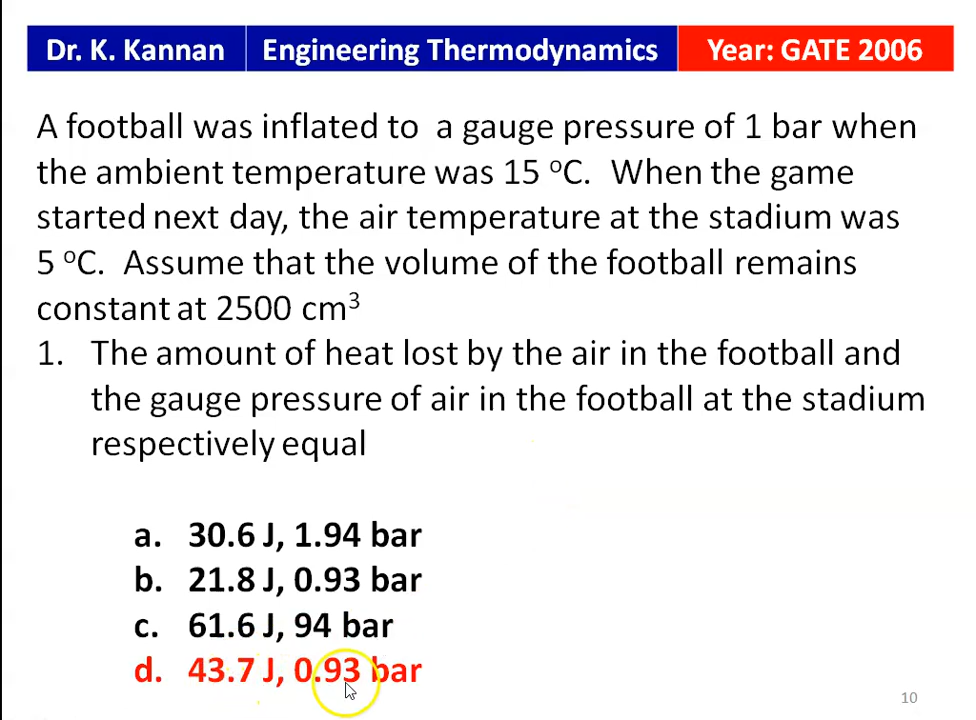 Dr. K. Kannan Engineering Thermodynamics Year: GATE 2006
A football was inflated to a gauge pressure of 1 bar when
the ambient temperature was 15 ᵒC. When the game
started next day, the air temperature at the stadium was
5 ᵒC. Assume that the volume of the football remains
constant at 2500 cm³
1. The amount of heat lost by the air in the football and
the gauge pressure of air in the football at the stadium
respectively equal
a. 30.6 J, 1.94 bar
b. 21.8 J, 0.93 bar
c. 61.6 J, 94 bar
d. 43.7 J, 0.93 bar
10